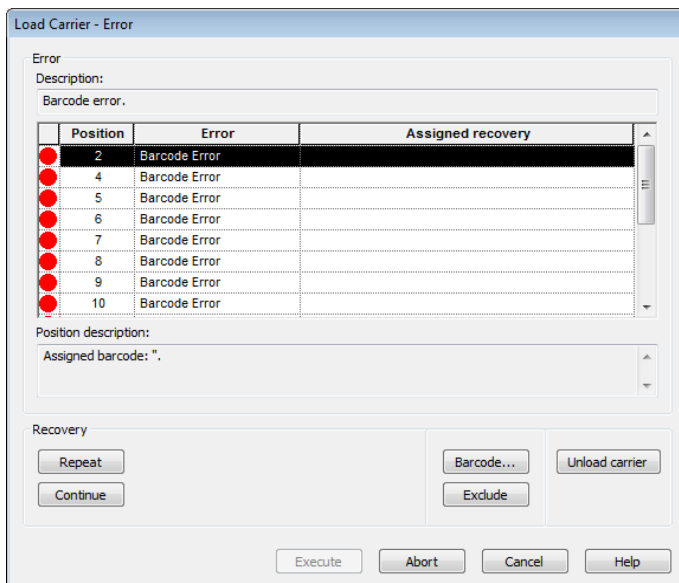 Load Carrier - Error
Error
Description:
Barcode error.
Position Error Assigned recovery
2 Barcode Error
4 Barcode Error
5 Barcode Error
6 Barcode Error
7 Barcode Error
8 Barcode Error
9 Barcode Error
10 Barcode Error
Position description:
Assigned barcode: ''.
Recovery
Repeat Barcode... Unload carrier
Continue Exclude
Execute Abort Cancel Help